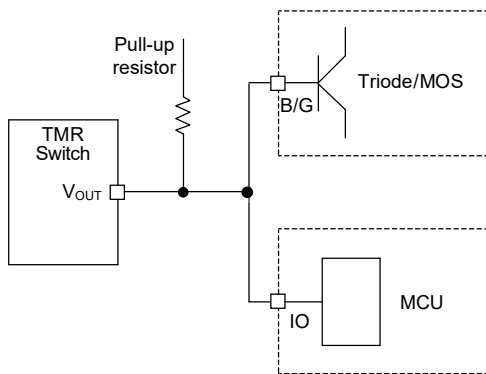 Pull-up
resistor
TMR
Switch
VOUT
B/G
Triode/MOS
IO
MCU